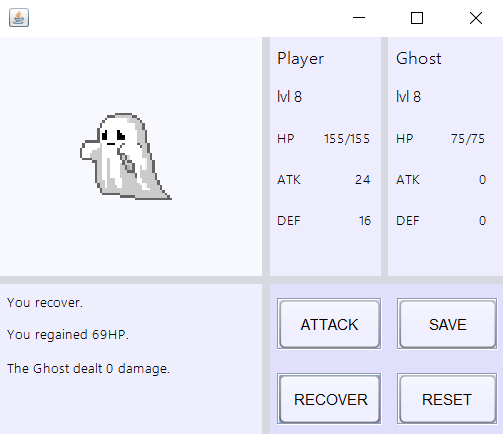 Player
lvl 8
HP 155/155
ATK 24
DEF 16
Ghost
lvl 8
HP 75/75
ATK 0
DEF 0
You recover.
You regained 69HP.
The Ghost dealt 0 damage.
ATTACK
SAVE
RECOVER
RESET